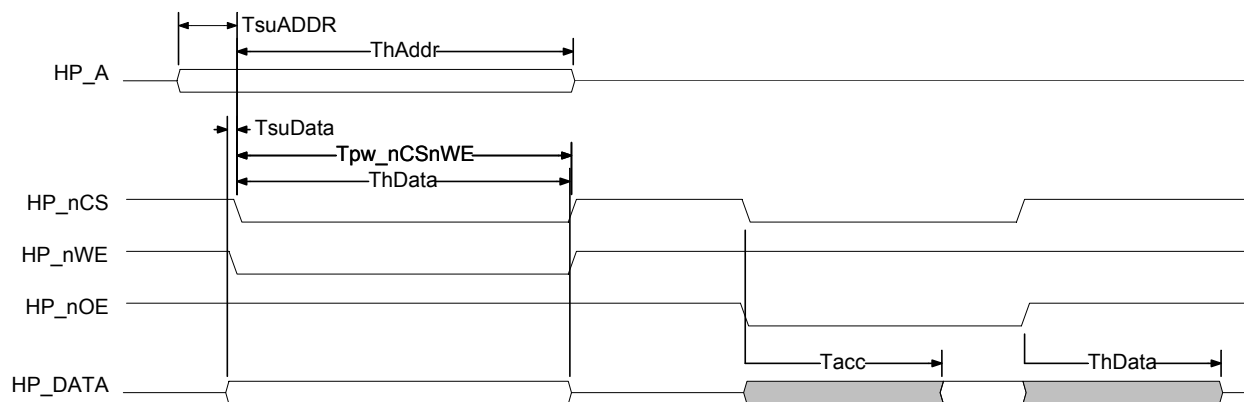 TsuADDR
ThAddr
HP_A
TsuData
Tpw_nCSnWE
ThData
HP_nCS
HP_nWE
HP_nOE
Tacc
ThData
HP_DATA